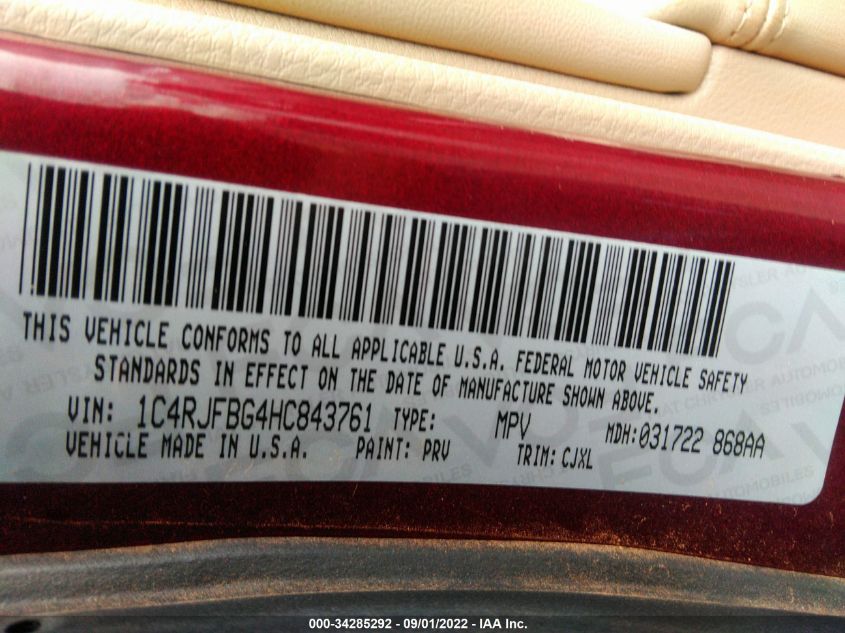 THIS VEHICLE CONFORMS TO ALL APPLICABLE U.S.A. FEDERAL MOTOR VEHICLE SAFETY
STANDARDS IN EFFECT ON THE DATE OF MANUFACTURE SHOWN ABOVE.
VIN: 1C4RJFBG4HC843761 TYPE: MPV MDH:031722 868AA
VEHICLE MADE IN U.S.A. PAINT: PRV TRIM: CJXL
000-34285292 - 09/01/2022 - IAA Inc.